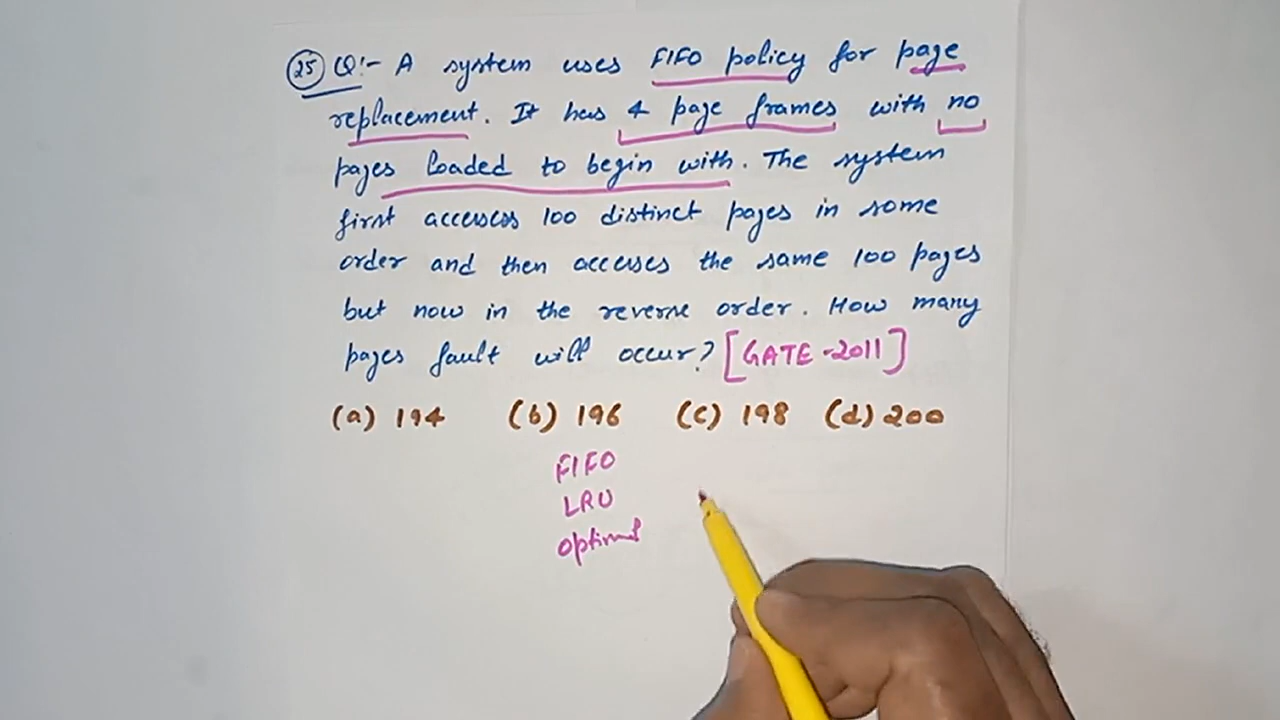 25 Q:- A system uses FIFO policy for page
replacement. It has 4 page frames with no
pages loaded to begin with. The system
first accesses 100 distinct pages in some
order and then accesses the same 100 pages
but now in the reverse order. How many
pages fault will occur? [GATE-2011]
(a) 194 (b) 196 (c) 198 (d) 200
FIFO
LRU
Optimal